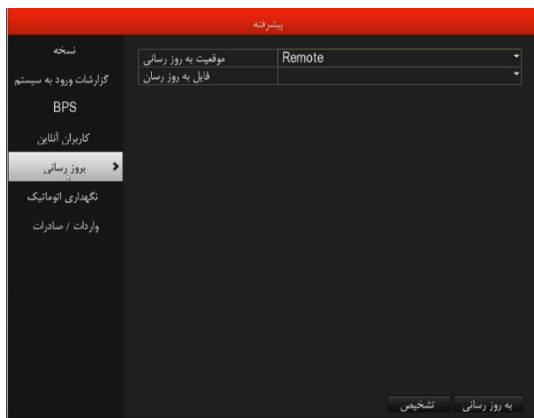 پیشرفته
نسخه
گزارشات ورود به سیستم
BPS
کاربران آنلاین
بروز رسانی
نگهداری اتوماتیک
واردات / صادرات
موقعیت به روز رسانی Remote
فایل به روز رسان
به روز رسانی تشخیص